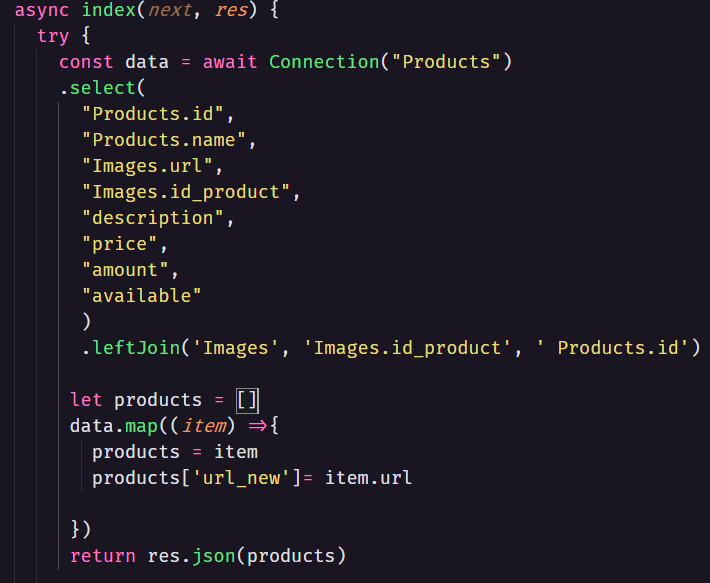 async index(next, res) {
try {
const data = await Connection("Products")
.select(
"Products.id",
"Products.name",
"Images.url",
"Images.id_product",
"description",
"price",
"amount",
"available"
)
.leftJoin('Images', 'Images.id_product', ' Products.id')
let products = []
data.map((item) =>{
products = item
products['url_new']= item.url
})
return res.json(products)